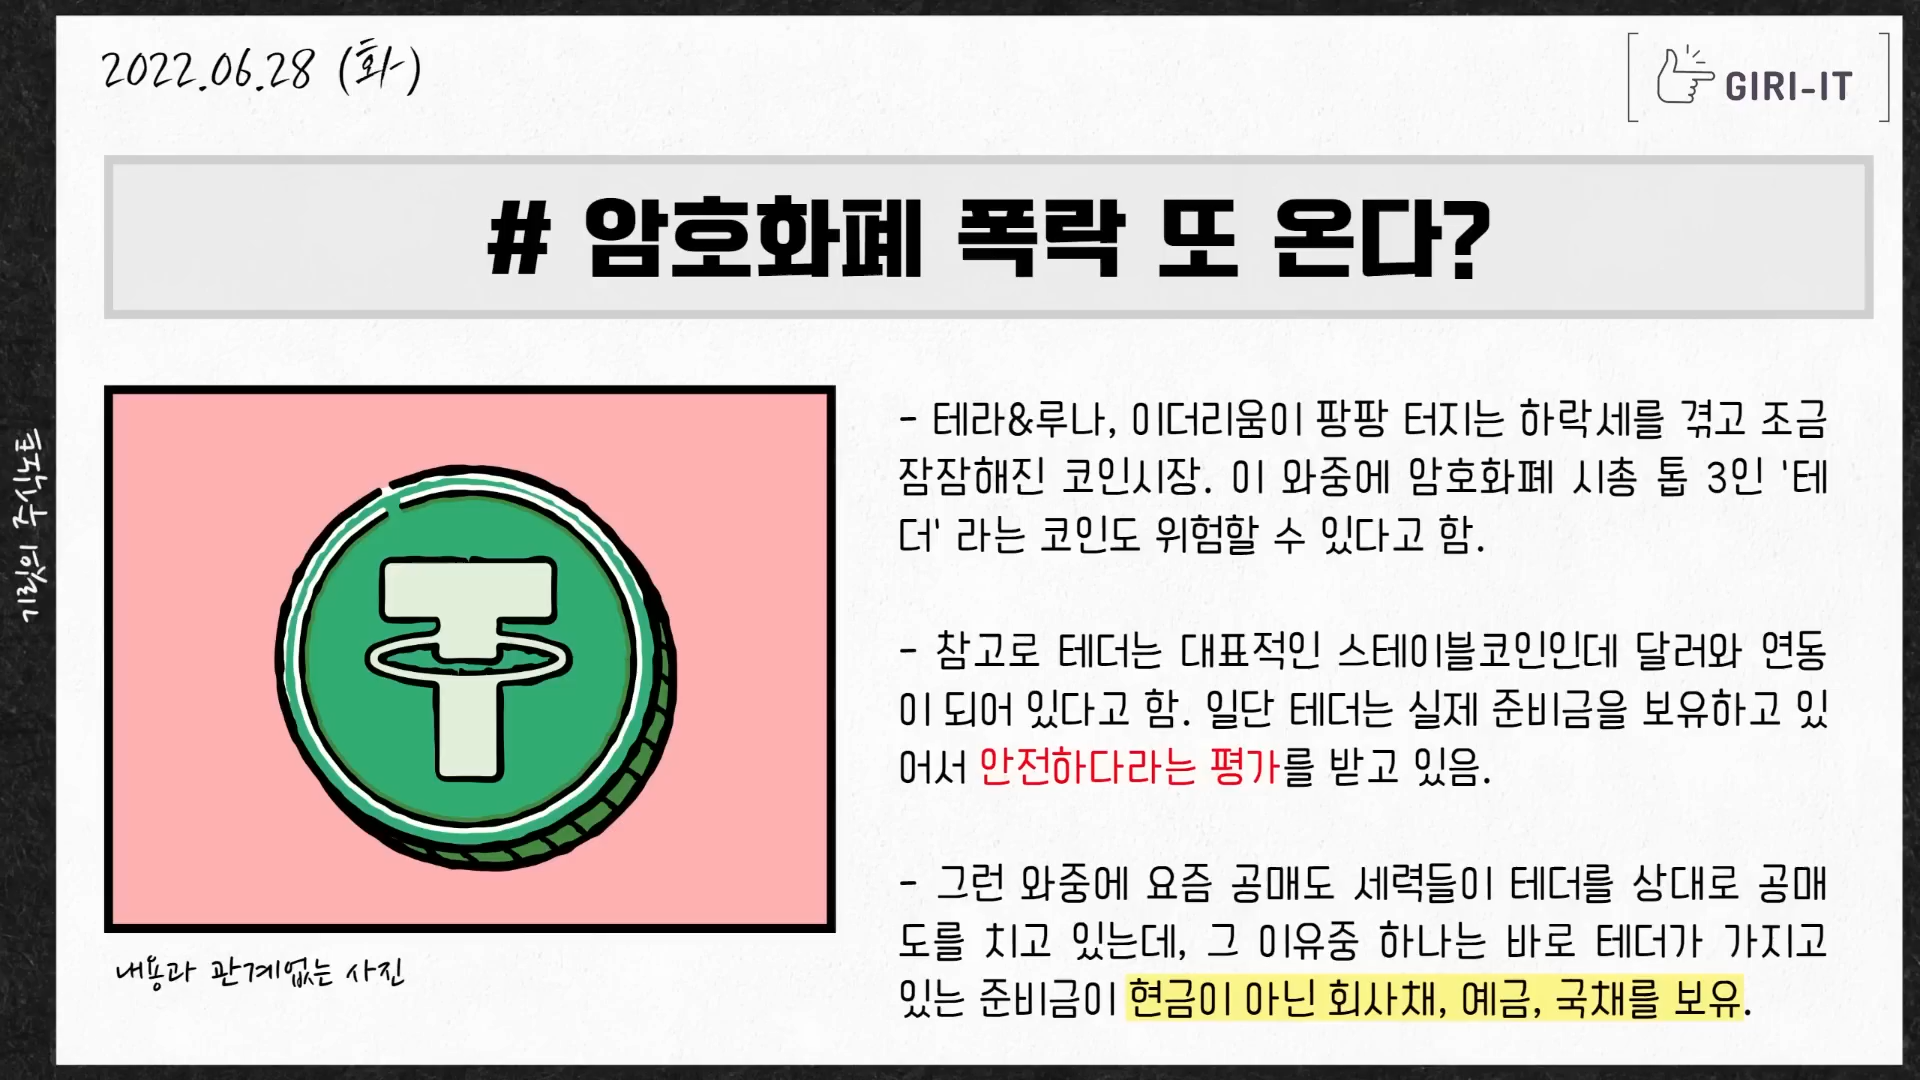 2022.06.28 (화)
GIRI-IT
# 암호화폐 폭락 또 온다?
기릿의 주식노트
- 테라&루나, 이더리움이 팡팡 터지는 하락세를 겪고 조금
잠잠해진 코인시장. 이 와중에 암호화폐 시총 톱 3인 '테
더' 라는 코인도 위험할 수 있다고 함.
- 참고로 테더는 대표적인 스테이블코인인데 달러와 연동
이 되어 있다고 함. 일단 테더는 실제 준비금을 보유하고 있
어서 안전하다라는 평가를 받고 있음.
- 그런 와중에 요즘 공매도 세력들이 테더를 상대로 공매
도를 치고 있는데, 그 이유중 하나는 바로 테더가 가지고
있는 준비금이 현금이 아닌 회사채, 예금, 국채를 보유.
내용과 관계없는 사진